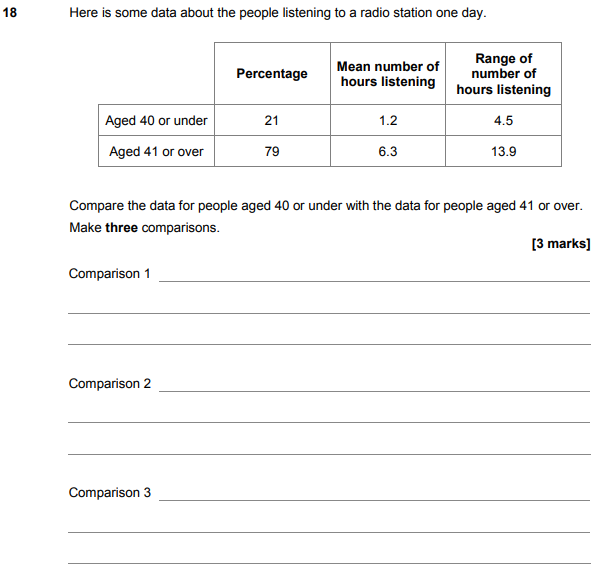 18 Here is some data about the people listening to a radio station one day.
Percentage Mean number of hours listening Range of number of hours listening
Aged 40 or under 21 1.2 4.5
Aged 41 or over 79 6.3 13.9
Compare the data for people aged 40 or under with the data for people aged 41 or over.
Make three comparisons.
[3 marks]
Comparison 1
Comparison 2
Comparison 3